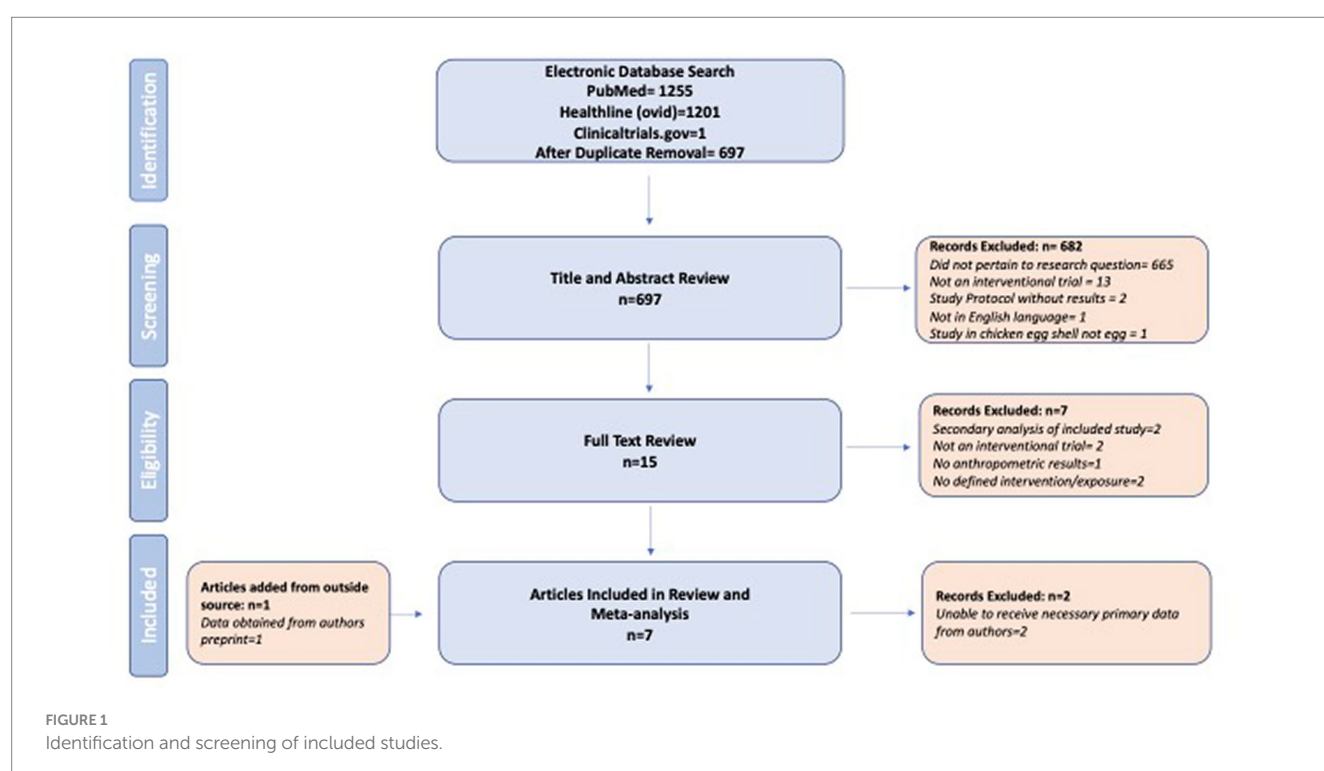 Identification
Electronic Database Search
PubMed= 1255
Healthline (ovid)=1201
Clinicaltrials.gov=1
After Duplicate Removal= 697
Screening
Title and Abstract Review
n=697
Records Excluded: n= 682
Did not pertain to research question= 665
Not an interventional trial = 13
Study Protocol without results = 2
Not in English language= 1
Study in chicken egg shell not egg = 1
Eligibility
Full Text Review
n=15
Records Excluded: n=7
Secondary analysis of included study=2
Not an interventional trial= 2
No anthropometric results=1
No defined intervention/exposure=2
Included
Articles added from outside
source: n=1
Data obtained from authors
preprint=1
Articles Included in Review and
Meta-analysis
n=7
Records Excluded: n=2
Unable to receive necessary primary data
from authors=2
FIGURE 1
Identification and screening of included studies.